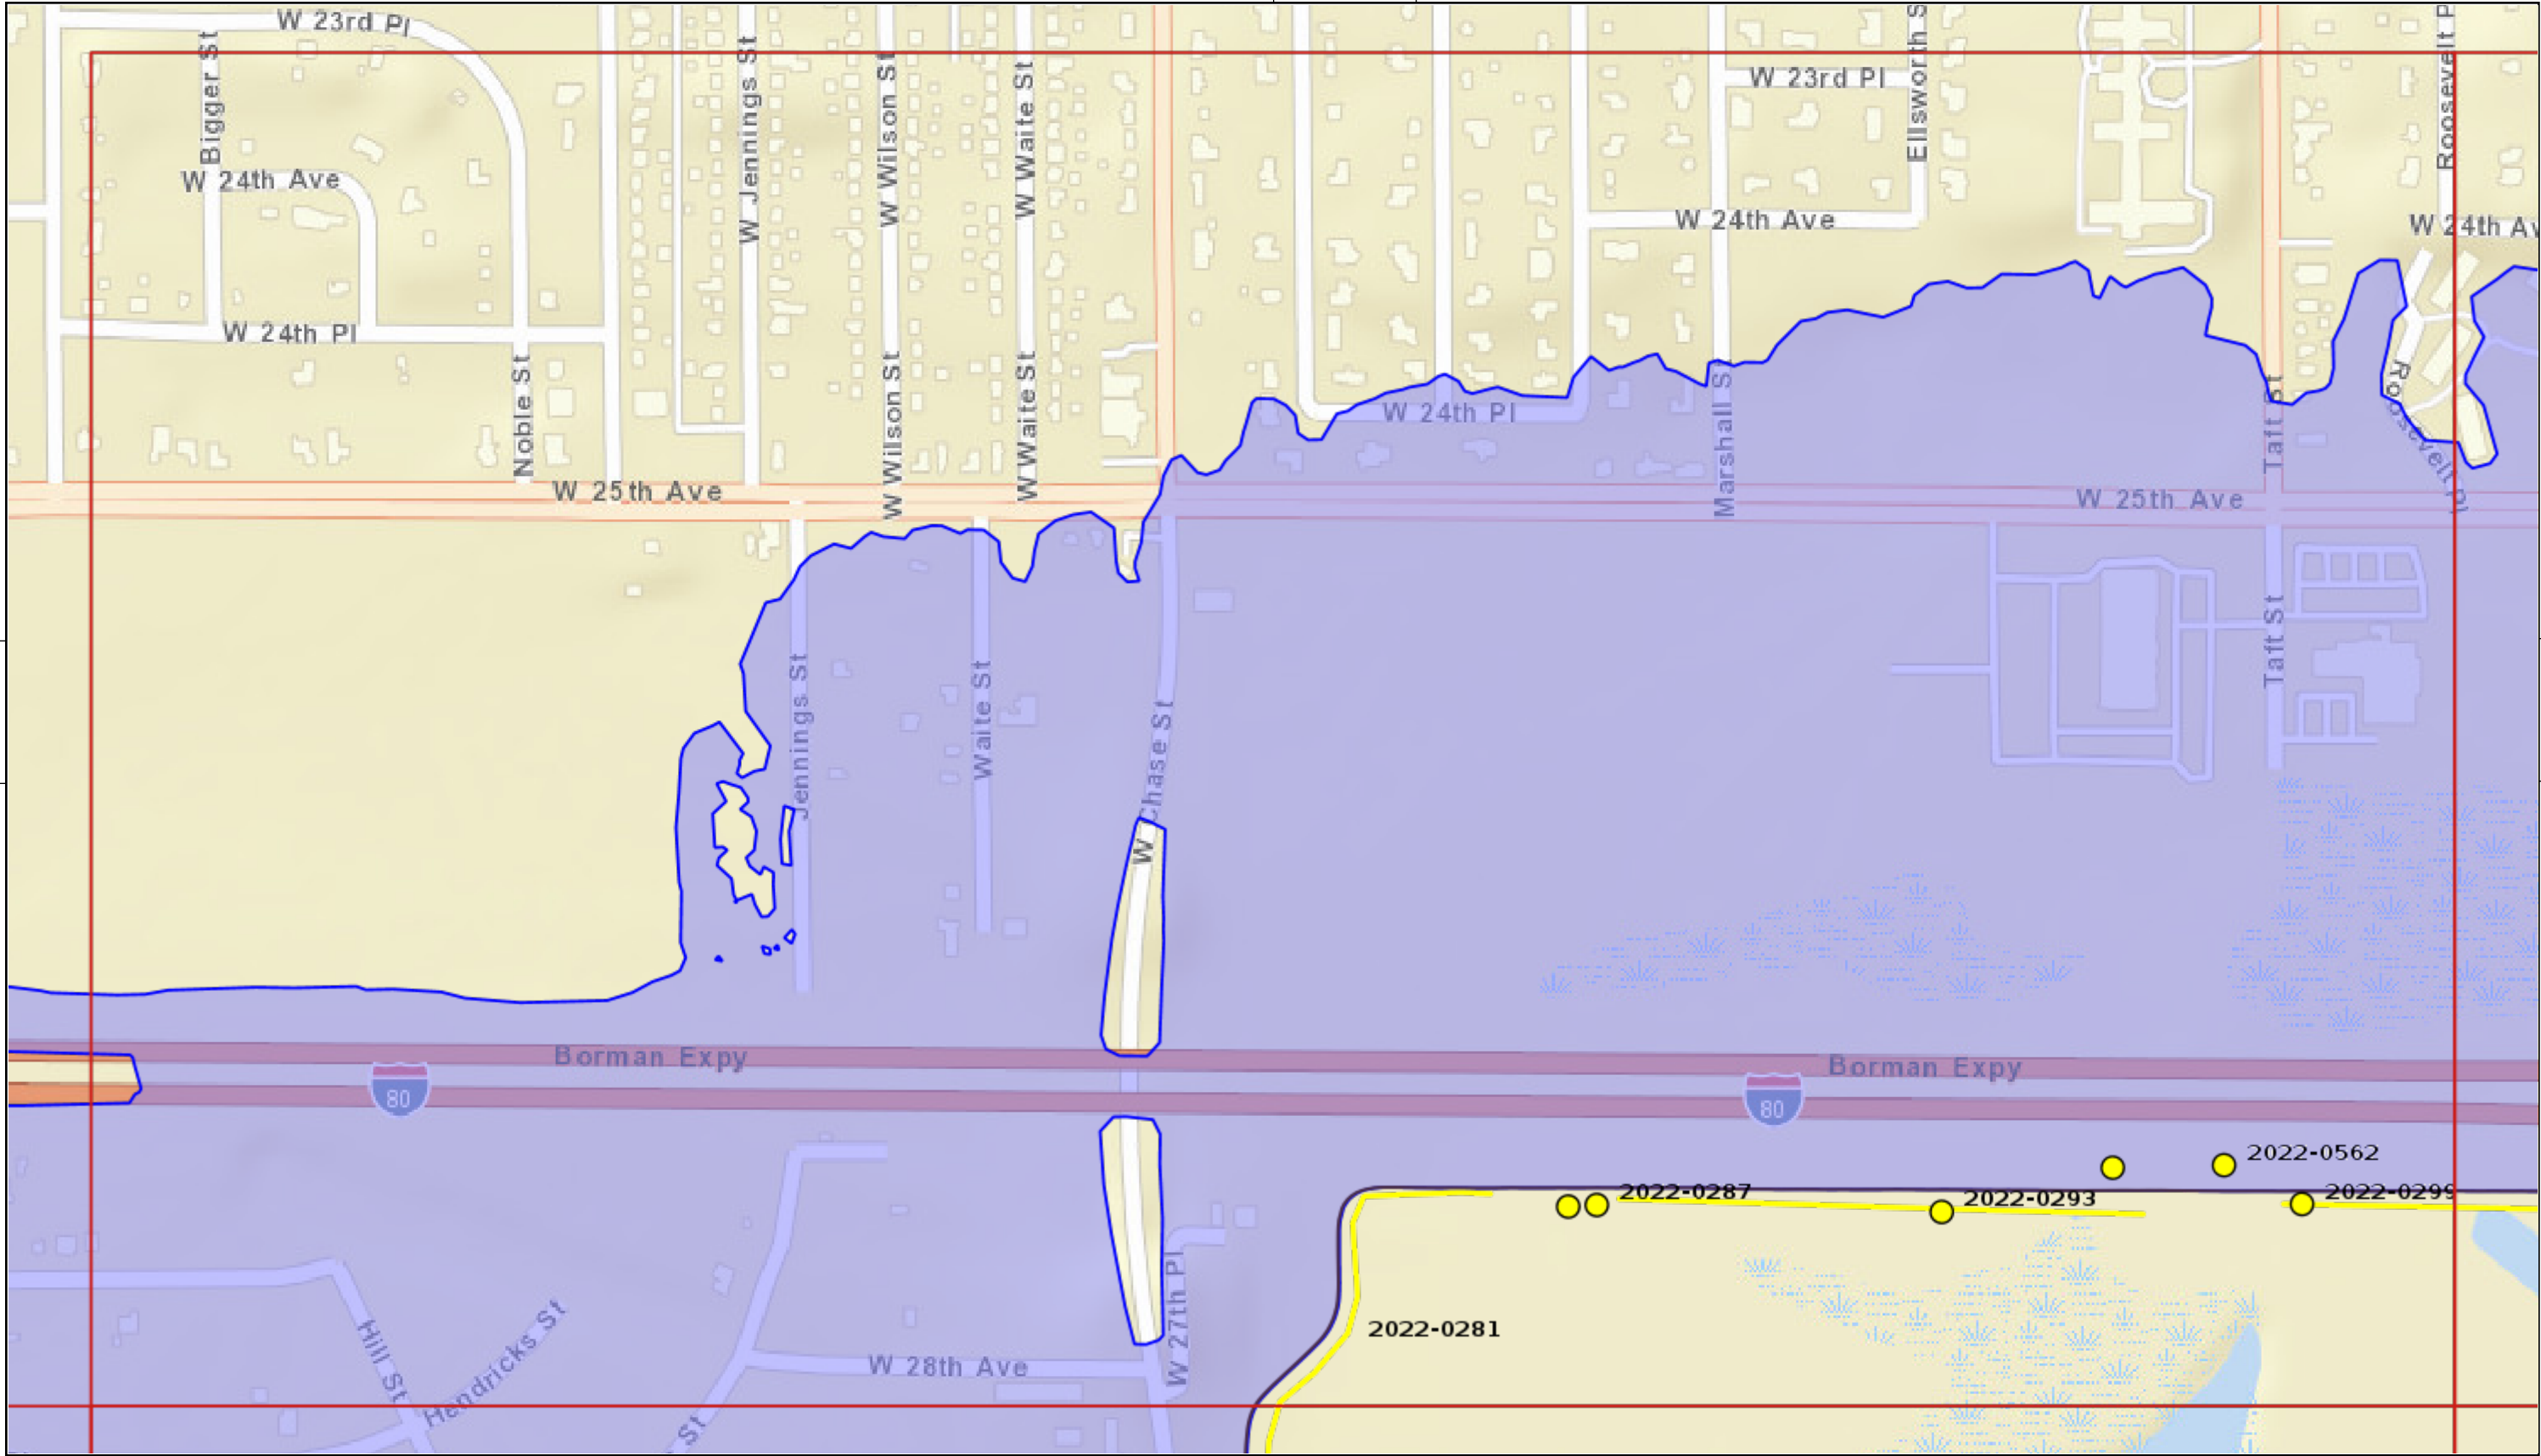 W 23rd Pl
Bigger St
W 24th Ave
W 24th Pl
Noble St
W Jennings St
W Wilson St
W Waite St
W Wilson St
W Waite St
W 23rd Pl
Ellsworth S
W 24th Ave
Roosevelt P
W 24th Av
W 24th Pl
Marshall St
Taft St
Roosevelt Pl
W 25th Ave
W 25th Ave
Jennings St
Waite St
W Chase St
Taft St
Borman Expy
80
Borman Expy
80
2022-0562
2022-0287
2022-0293
2022-0299
2022-0281
W 27th Pl
W 28th Ave
Hill St
Hendricks St
St